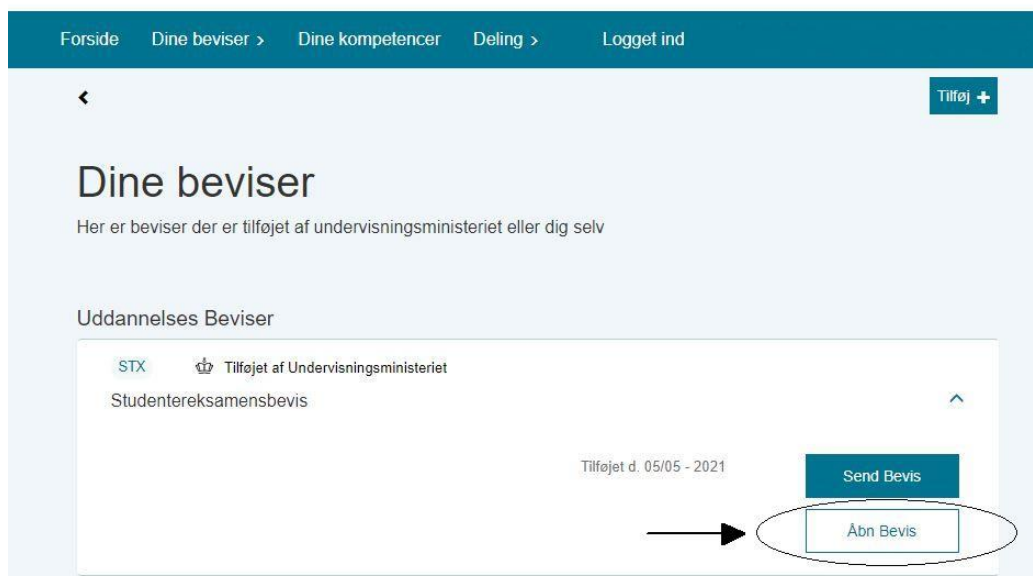 Forside Dine beviser > Dine kompetencer Deling > Logget ind
Tilføj +
Dine beviser
Her er beviser der er tilføjet af undervisningsministeriet eller dig selv
Uddannelses Beviser
STX Tilføjet af Undervisningsministeriet
Studentereksamensbevis
Tilføjet d. 05/05 - 2021
Send Bevis
Åbn Bevis